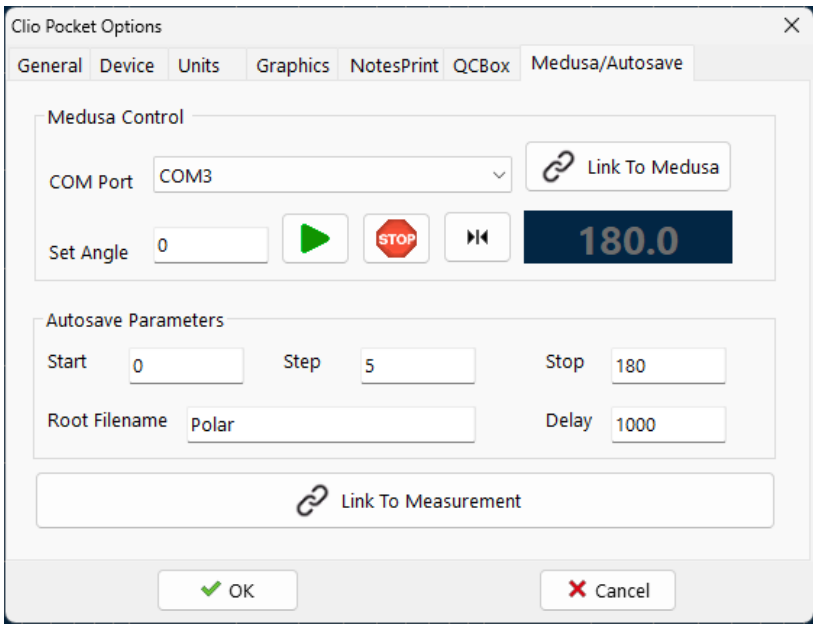 Clio Pocket Options
General Device Units Graphics NotesPrint QCBox Medusa/Autosave
Medusa Control
COM Port COM3 Link To Medusa
Set Angle 0 STOP 180.0
Autosave Parameters
Start 0 Step 5 Stop 180
Root Filename Polar Delay 1000
Link To Measurement
OK Cancel